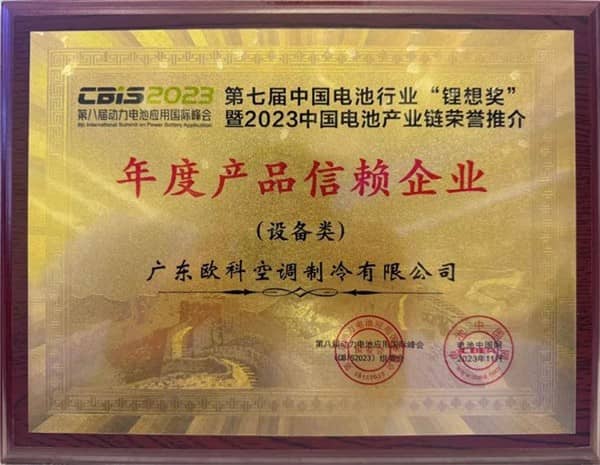 CBIS2023
第八届动力电池应用国际峰会
8th International Summit on Power Battery Application
第七届中国电池行业“锂想奖”
暨2023中国电池产业链荣誉推介
年度产品信赖企业
(设备类)
广东欧科空调制冷有限公司
第八届动力电池应用国际峰会
(CBIS2023)组委会
电池中国网
2023年11月